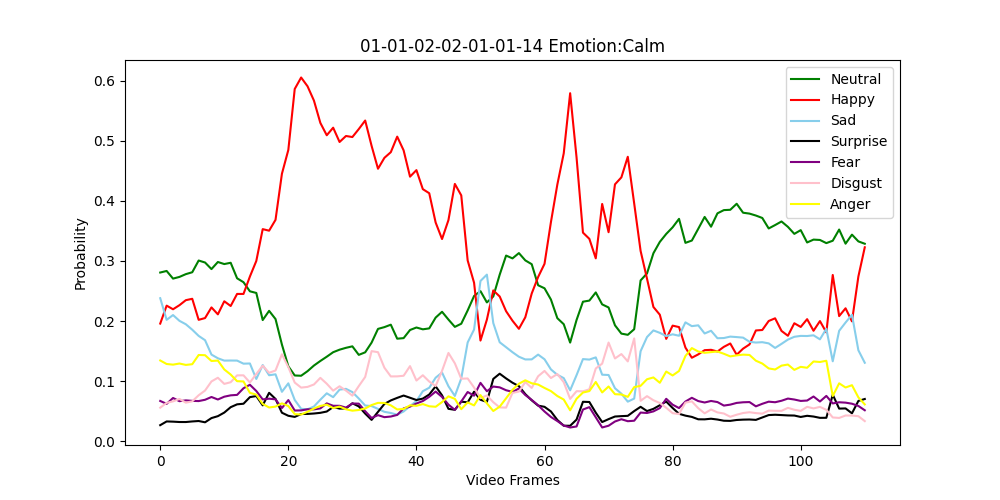 01-01-02-02-01-01-14 Emotion:Calm
Probability
0.6
0.5
0.4
0.3
0.2
0.1
0.0
Neutral
Happy
Sad
Surprise
Fear
Disgust
Anger
0 20 40 60 80 100
Video Frames